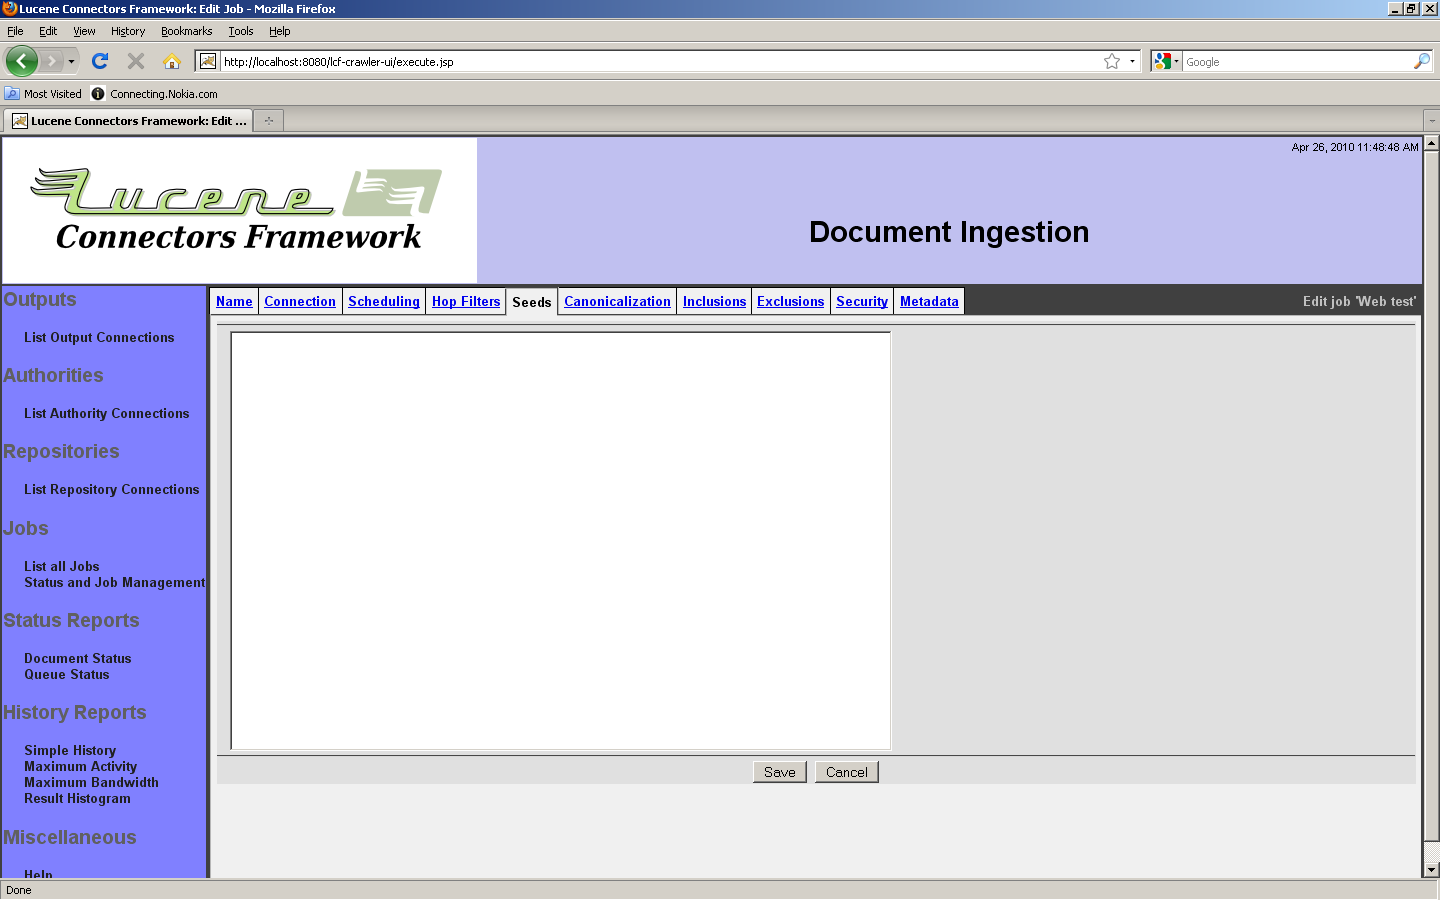 Lucene Connectors Framework: Edit Job - Mozilla Firefox
File Edit View History Bookmarks Tools Help
http://localhost:8080/lcf-crawler-ui/execute.jsp
Google
Most Visited Connecting.Nokia.com
Lucene Connectors Framework: Edit ...
Apr 26, 2010 11:48:48 AM
Lucene
Connectors Framework
Document Ingestion
Name Connection Scheduling Hop Filters Seeds Canonicalization Inclusions Exclusions Security Metadata
Edit job 'Web test'
Outputs
List Output Connections
Authorities
List Authority Connections
Repositories
List Repository Connections
Jobs
List all Jobs
Status and Job Management
Status Reports
Document Status
Queue Status
History Reports
Simple History
Maximum Activity
Maximum Bandwidth
Result Histogram
Miscellaneous
Help
Save Cancel
Done